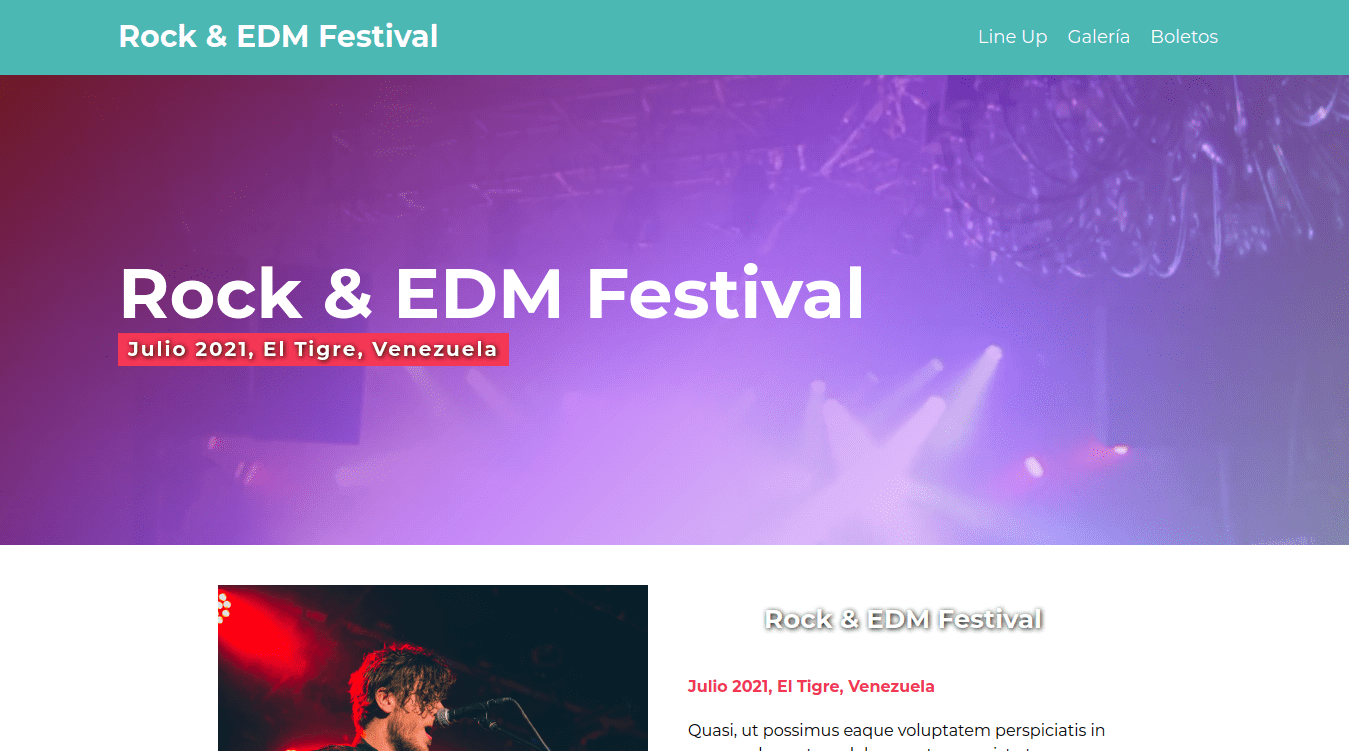 Rock & EDM Festival
Line Up Galería Boletos
Rock & EDM Festival
Julio 2021, El Tigre, Venezuela
Rock & EDM Festival
Julio 2021, El Tigre, Venezuela
Quasi, ut possimus eaque voluptatem perspiciatis in